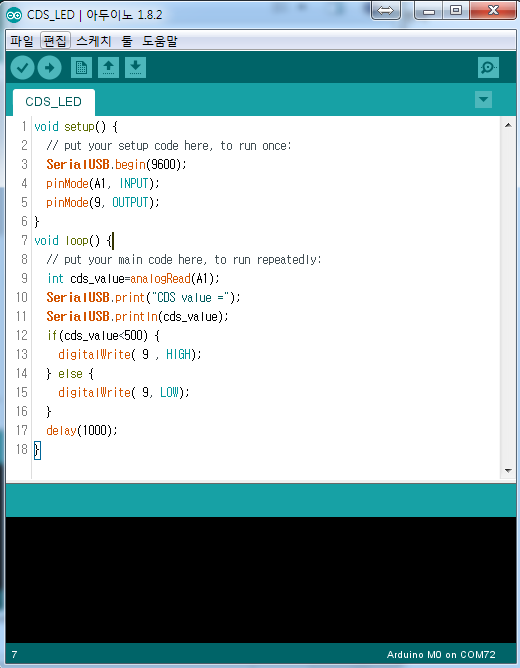 CDS_LED | 아두이노 1.8.2
파일 편집 스케치 툴 도움말
CDS_LED
1 void setup() {
2   // put your setup code here, to run once:
3   SerialUSB.begin(9600);
4   pinMode(A1, INPUT);
5   pinMode(9, OUTPUT);
6 }
7 void loop() {
8   // put your main code here, to run repeatedly:
9   int cds_value=analogRead(A1);
10   SerialUSB.print("CDS value =");
11   SerialUSB.println(cds_value);
12   if(cds_value<500) {
13     digitalWrite( 9 , HIGH);
14   } else {
15     digitalWrite( 9, LOW);
16   }
17   delay(1000);
18 }
7 Arduino M0 on COM72